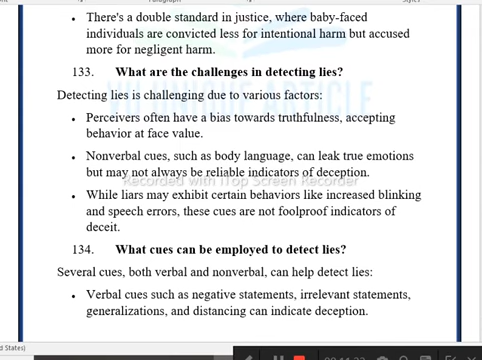 • There's a double standard in justice, where baby-faced
individuals are convicted less for intentional harm but accused
more for negligent harm.
133. What are the challenges in detecting lies?
Detecting lies is challenging due to various factors:
• Perceivers often have a bias towards truthfulness, accepting
behavior at face value.
• Nonverbal cues, such as body language, can leak true emotions
but may not always be reliable indicators of deception.
Recorded with iTop Screen Recorder
• While liars may exhibit certain behaviors like increased blinking
and speech errors, these cues are not foolproof indicators of
deceit.
134. What cues can be employed to detect lies?
Several cues, both verbal and nonverbal, can help detect lies:
• Verbal cues such as negative statements, irrelevant statements,
generalizations, and distancing can indicate deception.
d States)